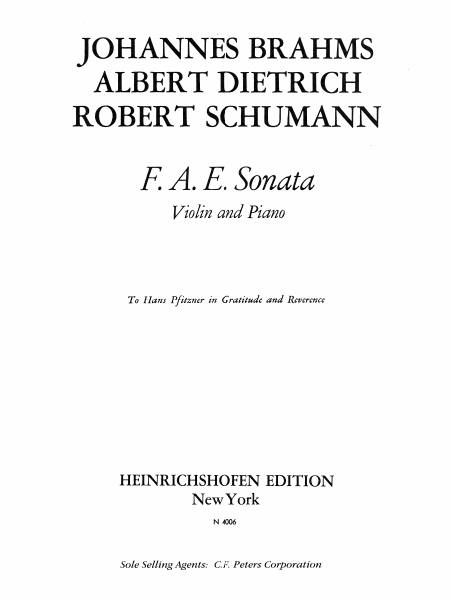 JOHANNES BRAHMS
ALBERT DIETRICH
ROBERT SCHUMANN
F. A. E. Sonata
Violin and Piano
To Hans Pfitzner in Gratitude and Reverence
HEINRICHSHOFEN EDITION
New York
N 4006
Sole Selling Agents: C.F. Peters Corporation